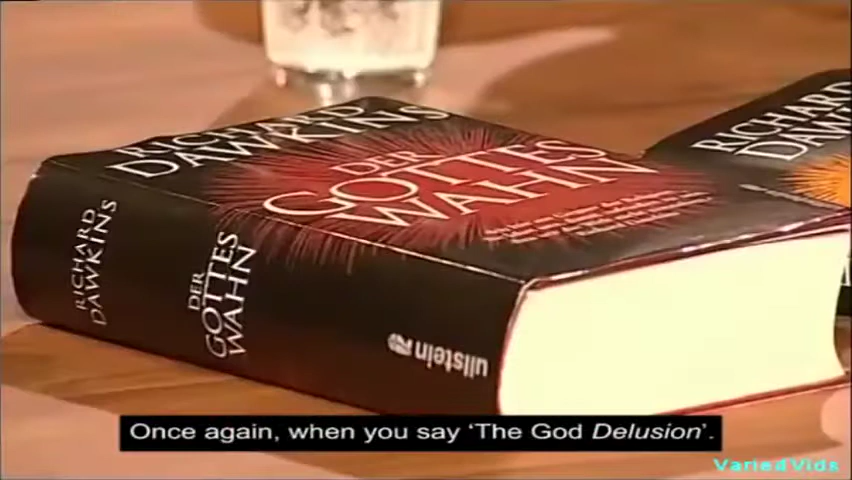 RICHARD
DAWKINS
DER
GOTTES
WAHN
RICHARD
DAWKINS
DER
GOTTES
WAHN
ullstein
RICHARD
DAWKINS
Once again, when you say ‘The God Delusion’.
VariedVids